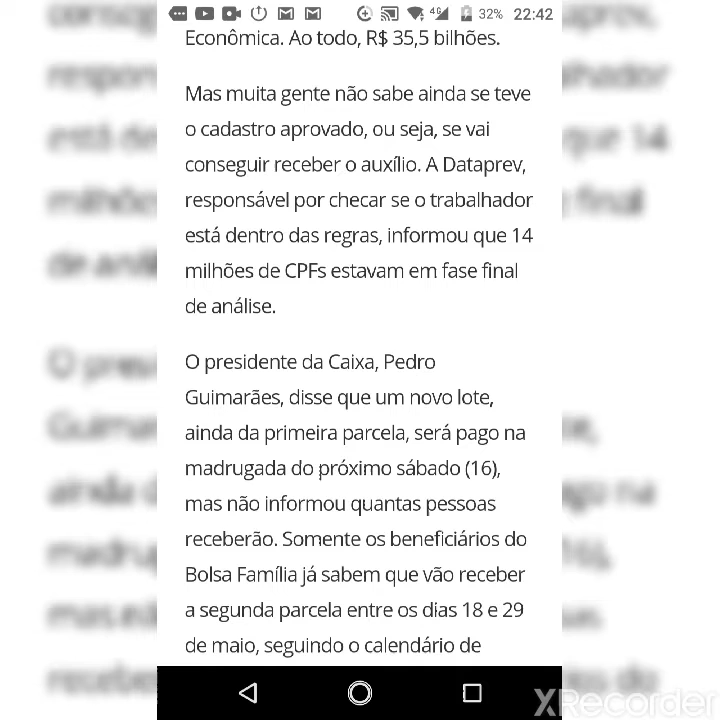 32% 22:42
Econômica. Ao todo, R$ 35,5 bilhões.
Mas muita gente não sabe ainda se teve
o cadastro aprovado, ou seja, se vai
conseguir receber o auxílio. A Dataprev,
responsável por checar se o trabalhador
está dentro das regras, informou que 14
milhões de CPFs estavam em fase final
de análise.
O presidente da Caixa, Pedro
Guimarães, disse que um novo lote,
ainda da primeira parcela, será pago na
madrugada do próximo sábado (16),
mas não informou quantas pessoas
receberão. Somente os beneficiários do
Bolsa Família já sabem que vão receber
a segunda parcela entre os dias 18 e 29
de maio, seguindo o calendário de
XRecorder